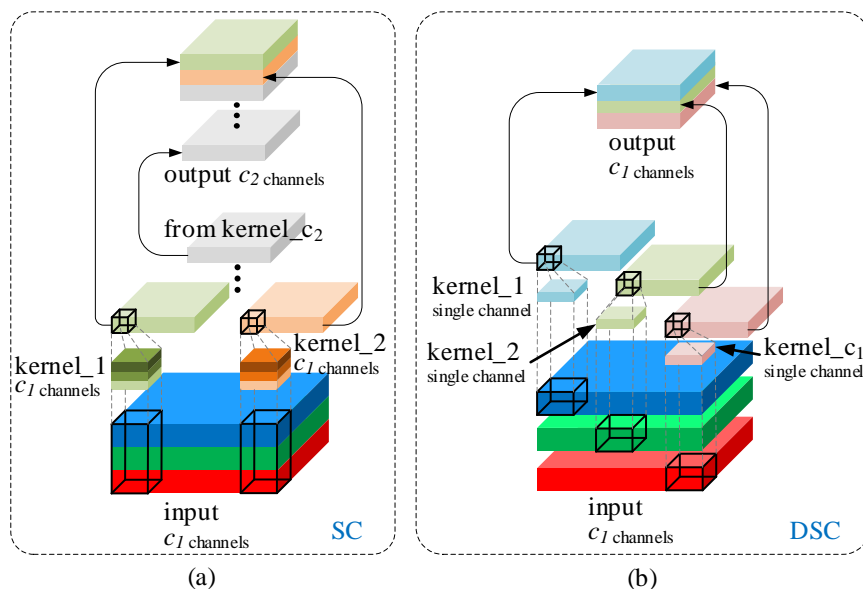 (a)
output c2 channels
from kernel_c2
kernel_1
c1 channels
kernel_2
c1 channels
input
c1 channels
SC
(b)
output
c1 channels
kernel_1
single channel
kernel_2
single channel
kernel_c1
single channel
input
c1 channels
DSC